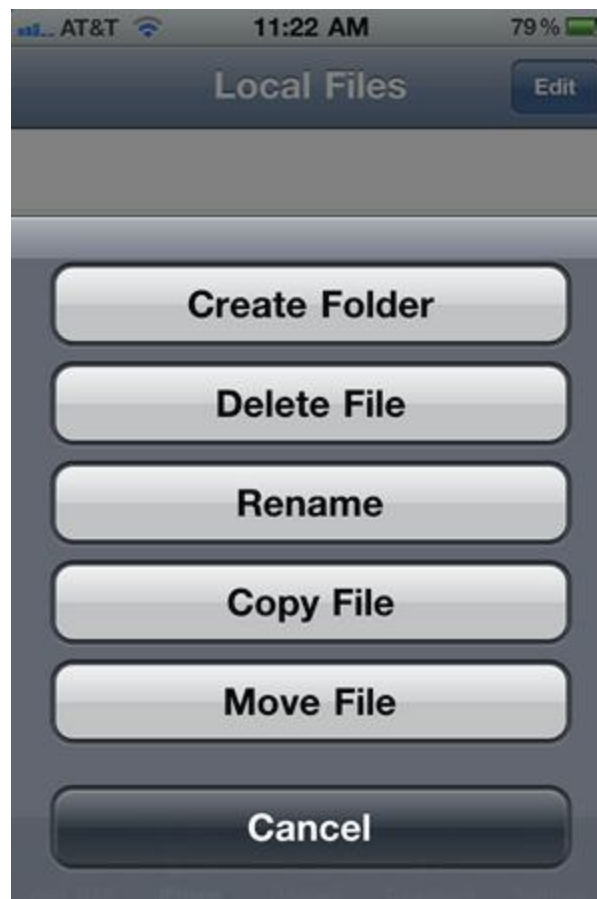 AT&T 11:22 AM 79%
Local Files Edit
Create Folder
Delete File
Rename
Copy File
Move File
Cancel